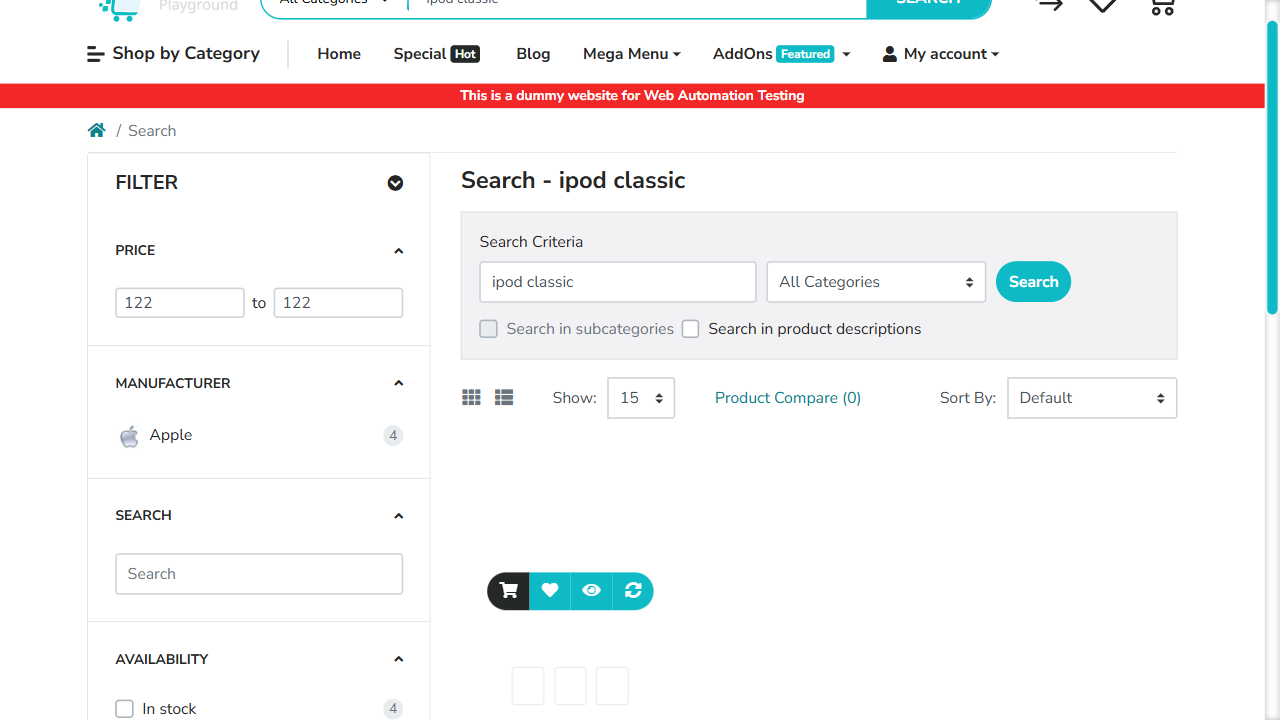 Playground
All Categories
ipod classic
SEARCH
Shop by Category
Home
Special Hot
Blog
Mega Menu
AddOns Featured
My account
This is a dummy website for Web Automation Testing
/ Search
FILTER
PRICE
122 to 122
MANUFACTURER
Apple 4
SEARCH
Search
AVAILABILITY
In stock 4
Search - ipod classic
Search Criteria
ipod classic
All Categories
Search
Search in subcategories
Search in product descriptions
Show: 15
Product Compare (0)
Sort By: Default